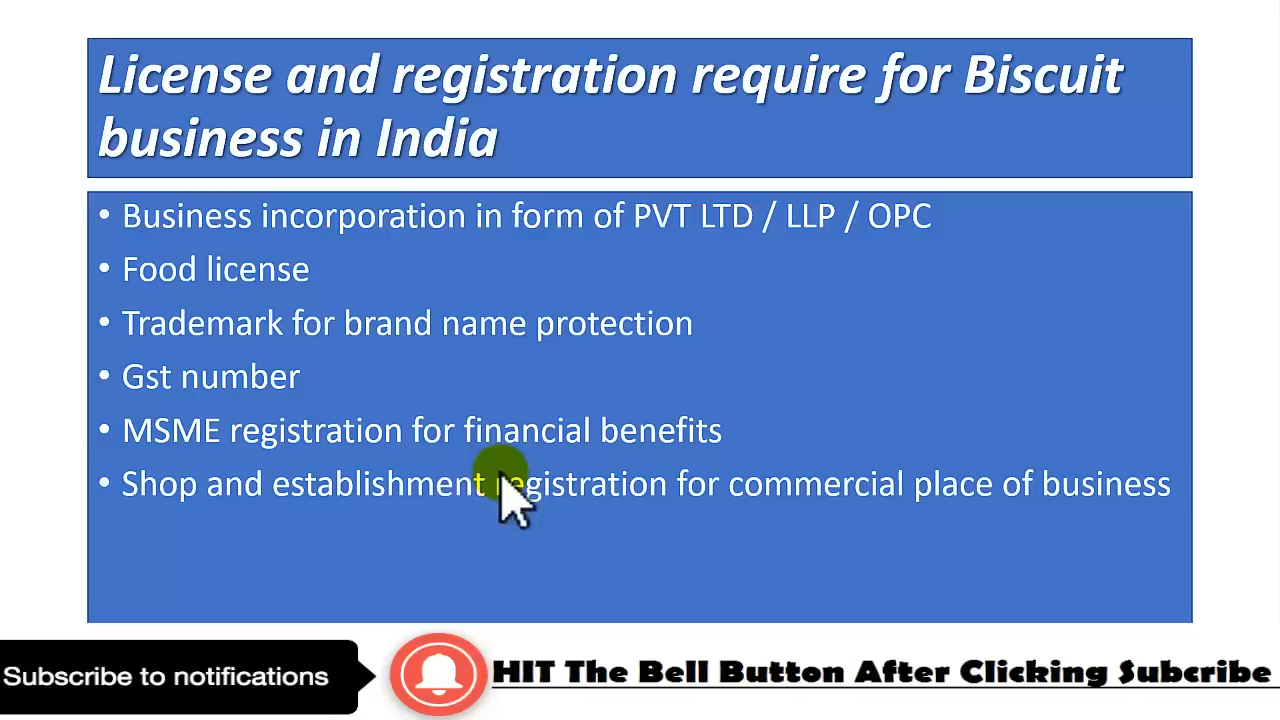 License and registration require for Biscuit
business in India
• Business incorporation in form of PVT LTD / LLP / OPC
• Food license
• Trademark for brand name protection
• Gst number
• MSME registration for financial benefits
• Shop and establishment registration for commercial place of business
Subscribe to notifications
HIT The Bell Button After Clicking Subcribe